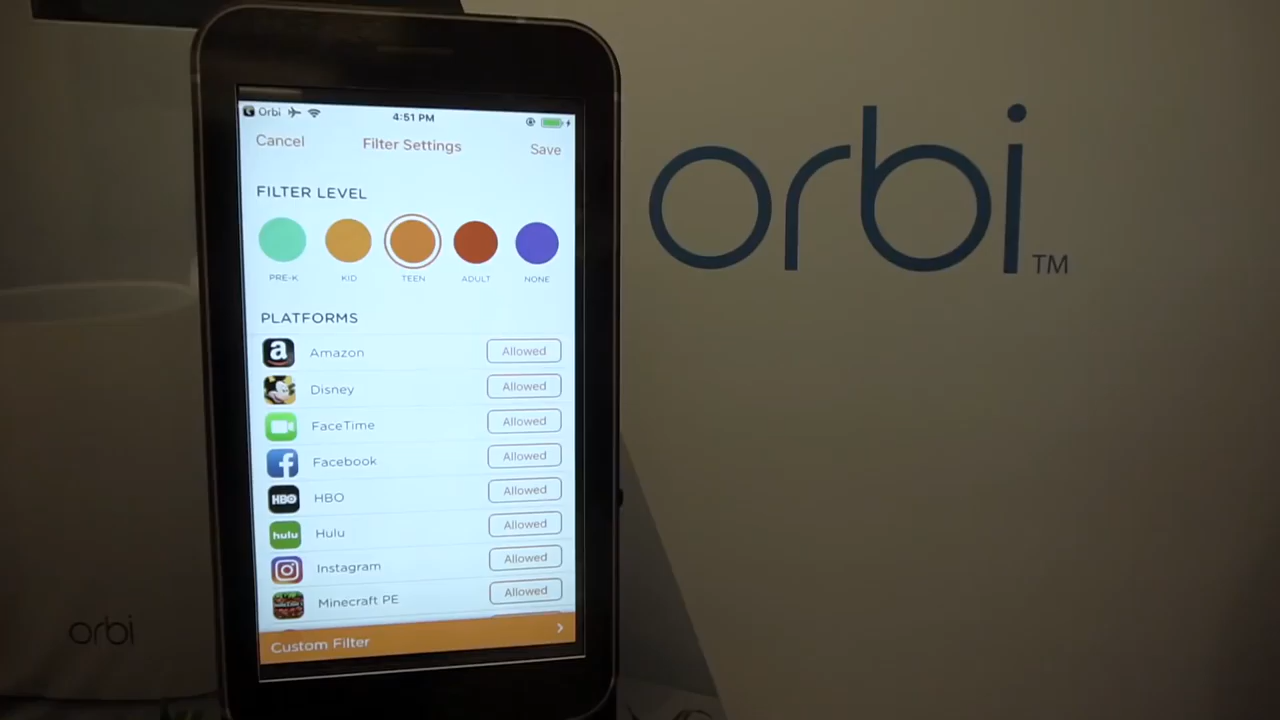 Orbi 4:51 PM
Cancel Filter Settings Save
FILTER LEVEL
PRE-K KID TEEN ADULT NONE
PLATFORMS
a Amazon Allowed
Disney Allowed
FaceTime Allowed
f Facebook Allowed
HBO HBO Allowed
hulu Hulu Allowed
Instagram Allowed
Minecraft PE Allowed
Custom Filter
orbi TM
orbi